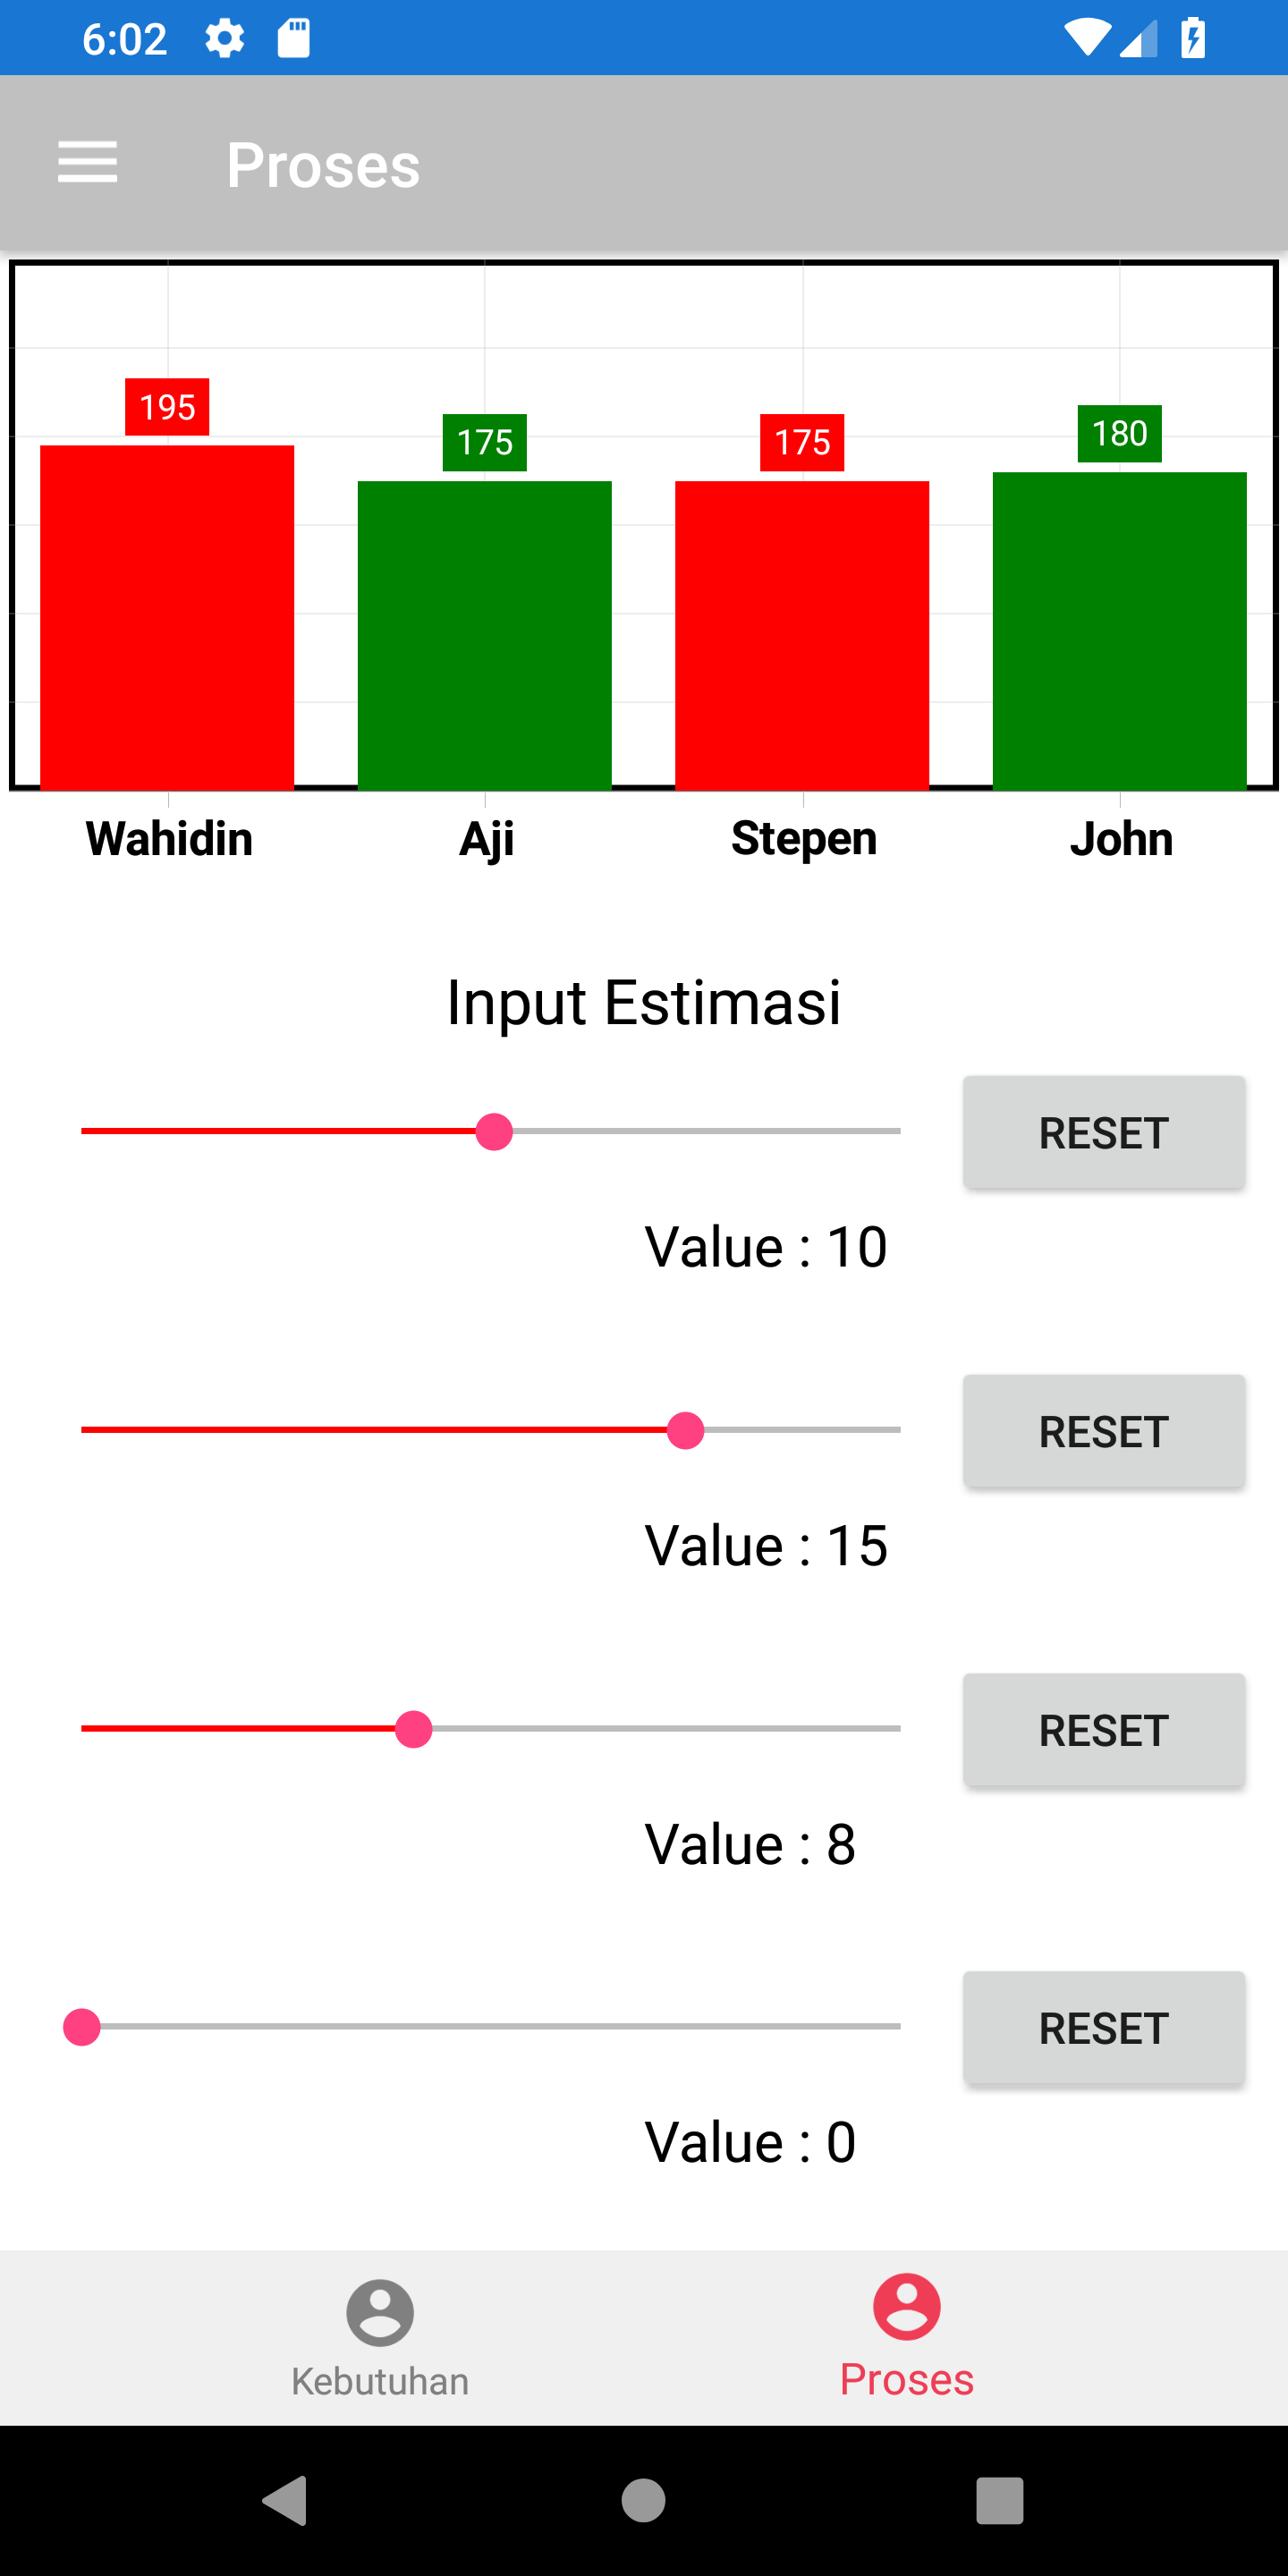 6:02
Proses
195
175
175
180
Wahidin Aji Stepen John
Input Estimasi
RESET
Value : 10
RESET
Value : 15
RESET
Value : 8
RESET
Value : 0
Kebutuhan Proses